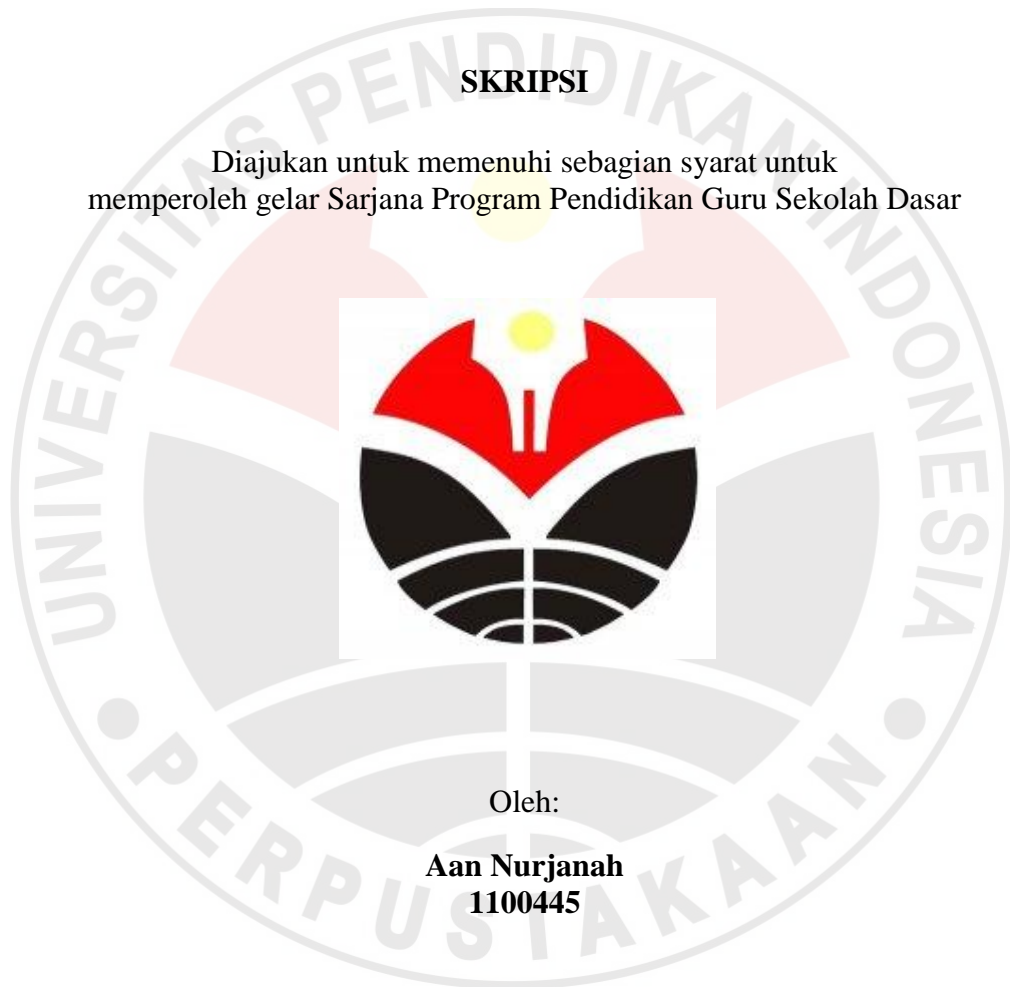 SKRIPSI
Diajukan untuk memenuhi sebagian syarat untuk
memperoleh gelar Sarjana Program Pendidikan Guru Sekolah Dasar
Oleh:
Aan Nurjanah
1100445
UNIVERSITAS PENDIDIKAN INDONESIA
PERPUSTAKAAN